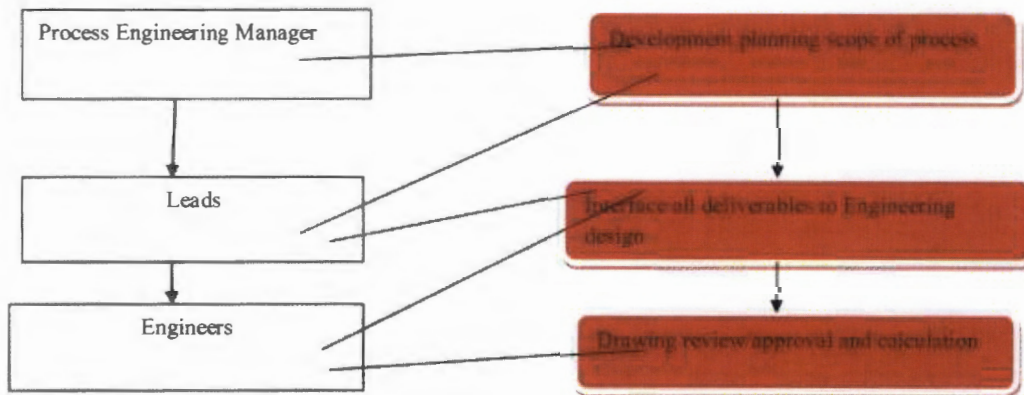 Process Engineering Manager
Leads
Engineers
Development planning scope of process
Interface all deliverables to Engineering
design
Drawing review approval and calculation